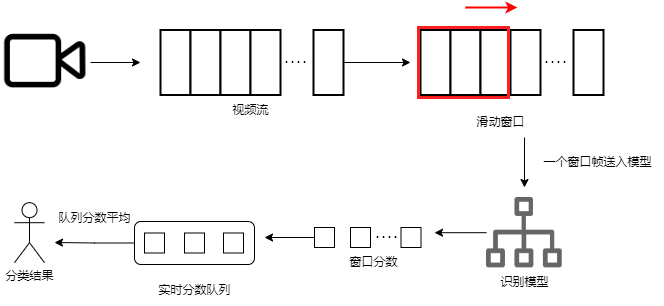 视频流
滑动窗口
一个窗口帧送入模型
识别模型
窗口分数
实时分数队列
队列分数平均
分类结果